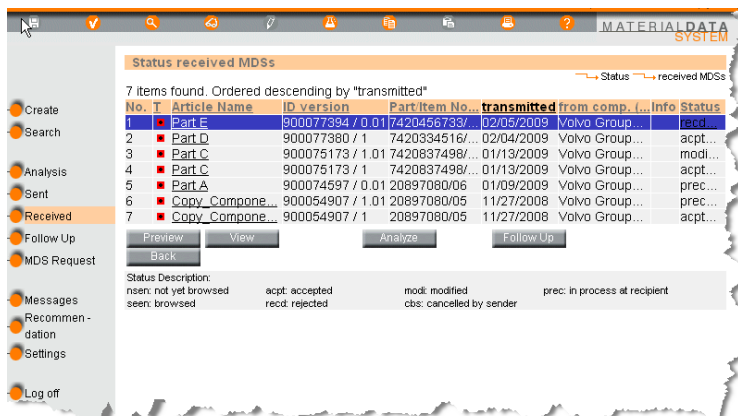 MATERIAL DATA
SYSTEM
Status received MDSs
Status received MDSs
7 items found. Ordered descending by "transmitted"
No. T Article Name ID version Part/Item No... transmitted from comp. (... Info Status
1 Part E 900077394 / 0.01 7420456733/... 02/05/2009 Volvo Group... recd...
2 Part D 900077380 / 1 7420334516/... 02/04/2009 Volvo Group... acpt...
3 Part C 900075173 / 1.01 7420837498/... 01/13/2009 Volvo Group... modi...
4 Part C 900075173 / 1 7420837498/... 01/13/2009 Volvo Group... acpt...
5 Part A 900074597 / 0.01 20897080/06 01/09/2009 Volvo Group... prec...
6 Copy_Compone... 900054907 / 1.01 20897080/05 11/27/2008 Volvo Group... prec...
7 Copy_Compone... 900054907 / 1 20897080/05 11/27/2008 Volvo Group... acpt...
Preview View Analyze Follow Up
Back
Status Description:
nsen: not yet browsed acpt: accepted modi: modified prec: in process at recipient
seen: browsed recd: rejected cbs: cancelled by sender
Create
Search
Analysis
Sent
Received
Follow Up
MDS Request
Messages
Recommen-
dation
Settings
Log off